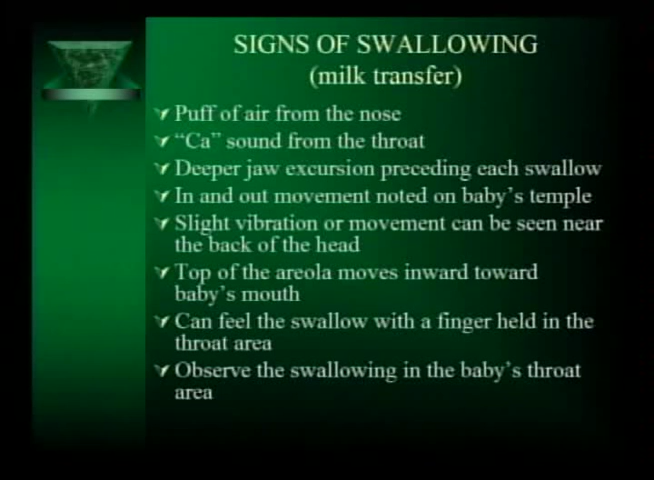 SIGNS OF SWALLOWING
(milk transfer)
Puff of air from the nose
“Ca” sound from the throat
Deeper jaw excursion preceding each swallow
In and out movement noted on baby’s temple
Slight vibration or movement can be seen near
the back of the head
Top of the areola moves inward toward
baby’s mouth
Can feel the swallow with a finger held in the
throat area
Observe the swallowing in the baby’s throat
area